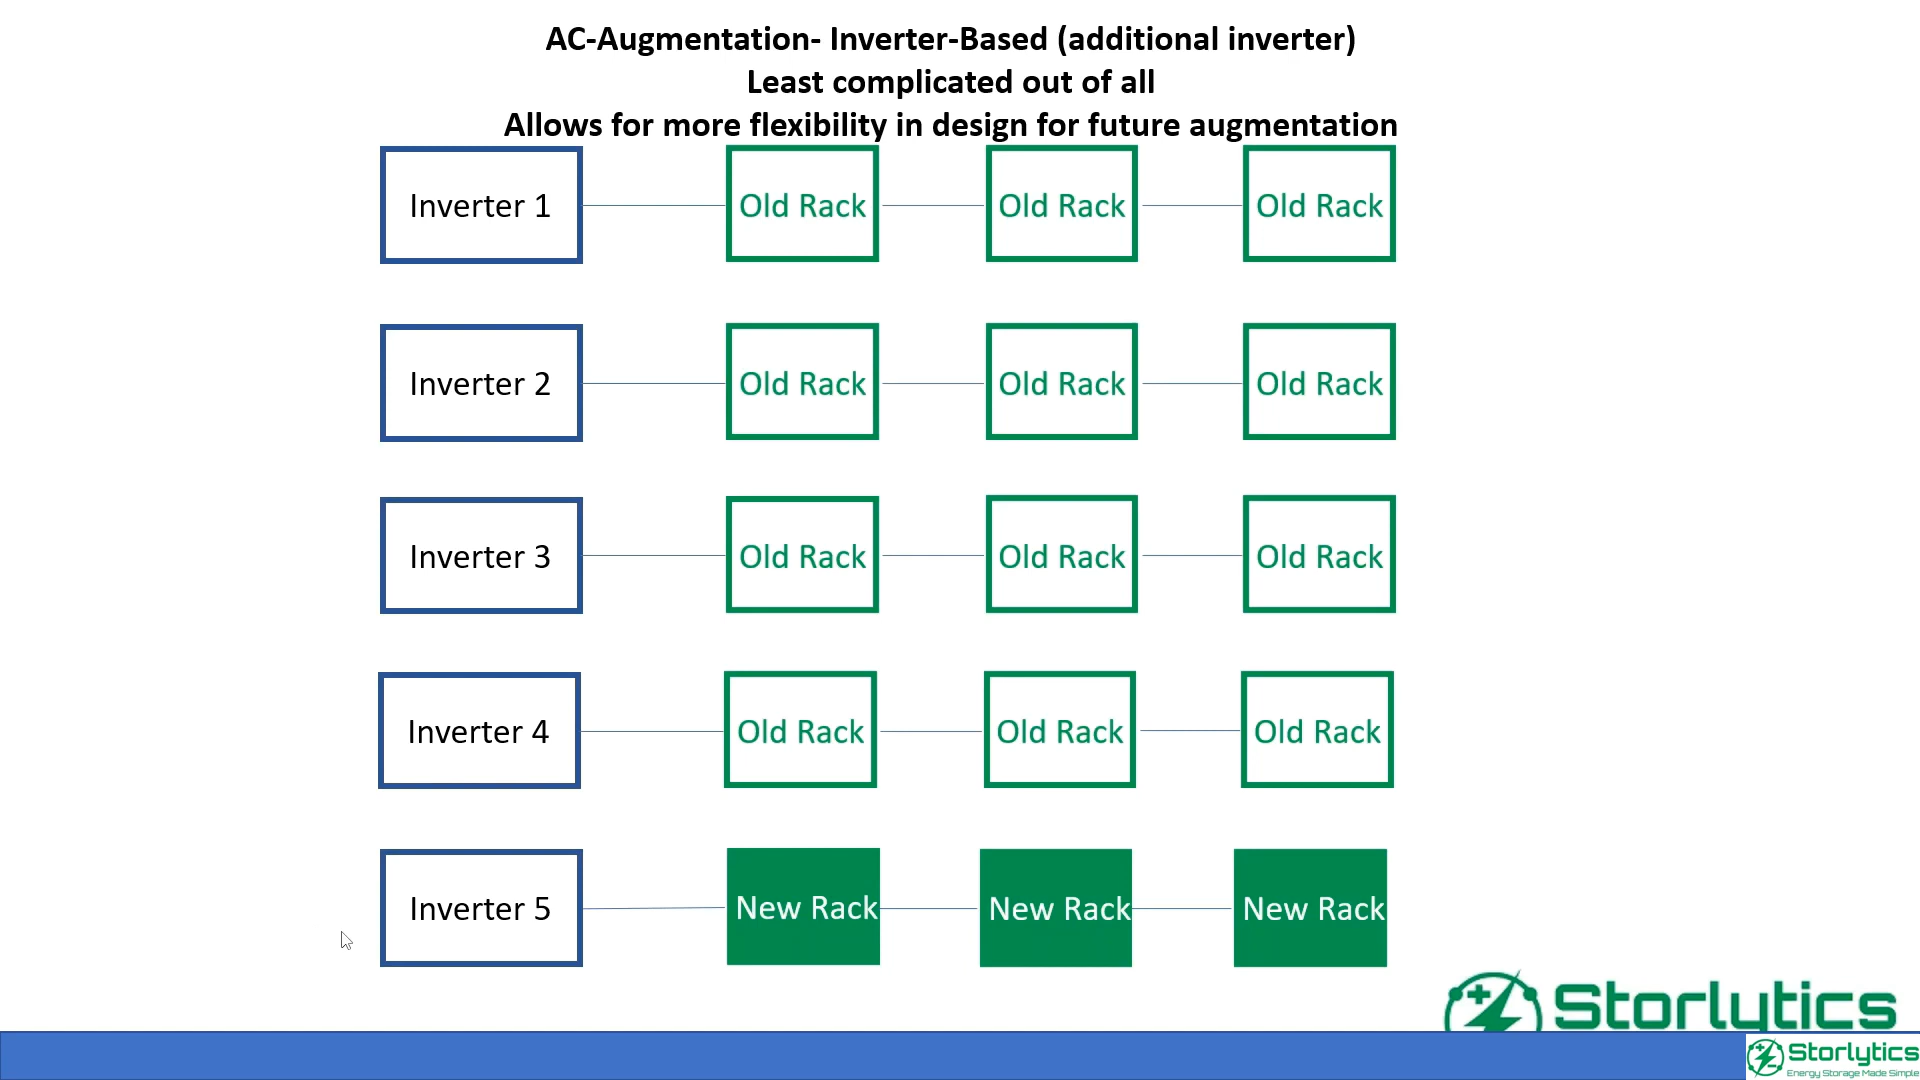 AC-Augmentation- Inverter-Based (additional inverter)
Least complicated out of all
Allows for more flexibility in design for future augmentation
Inverter 1 Old Rack Old Rack Old Rack
Inverter 2 Old Rack Old Rack Old Rack
Inverter 3 Old Rack Old Rack Old Rack
Inverter 4 Old Rack Old Rack Old Rack
Inverter 5 New Rack New Rack New Rack
Storlytics
Storlytics
Energy Storage Made Simple